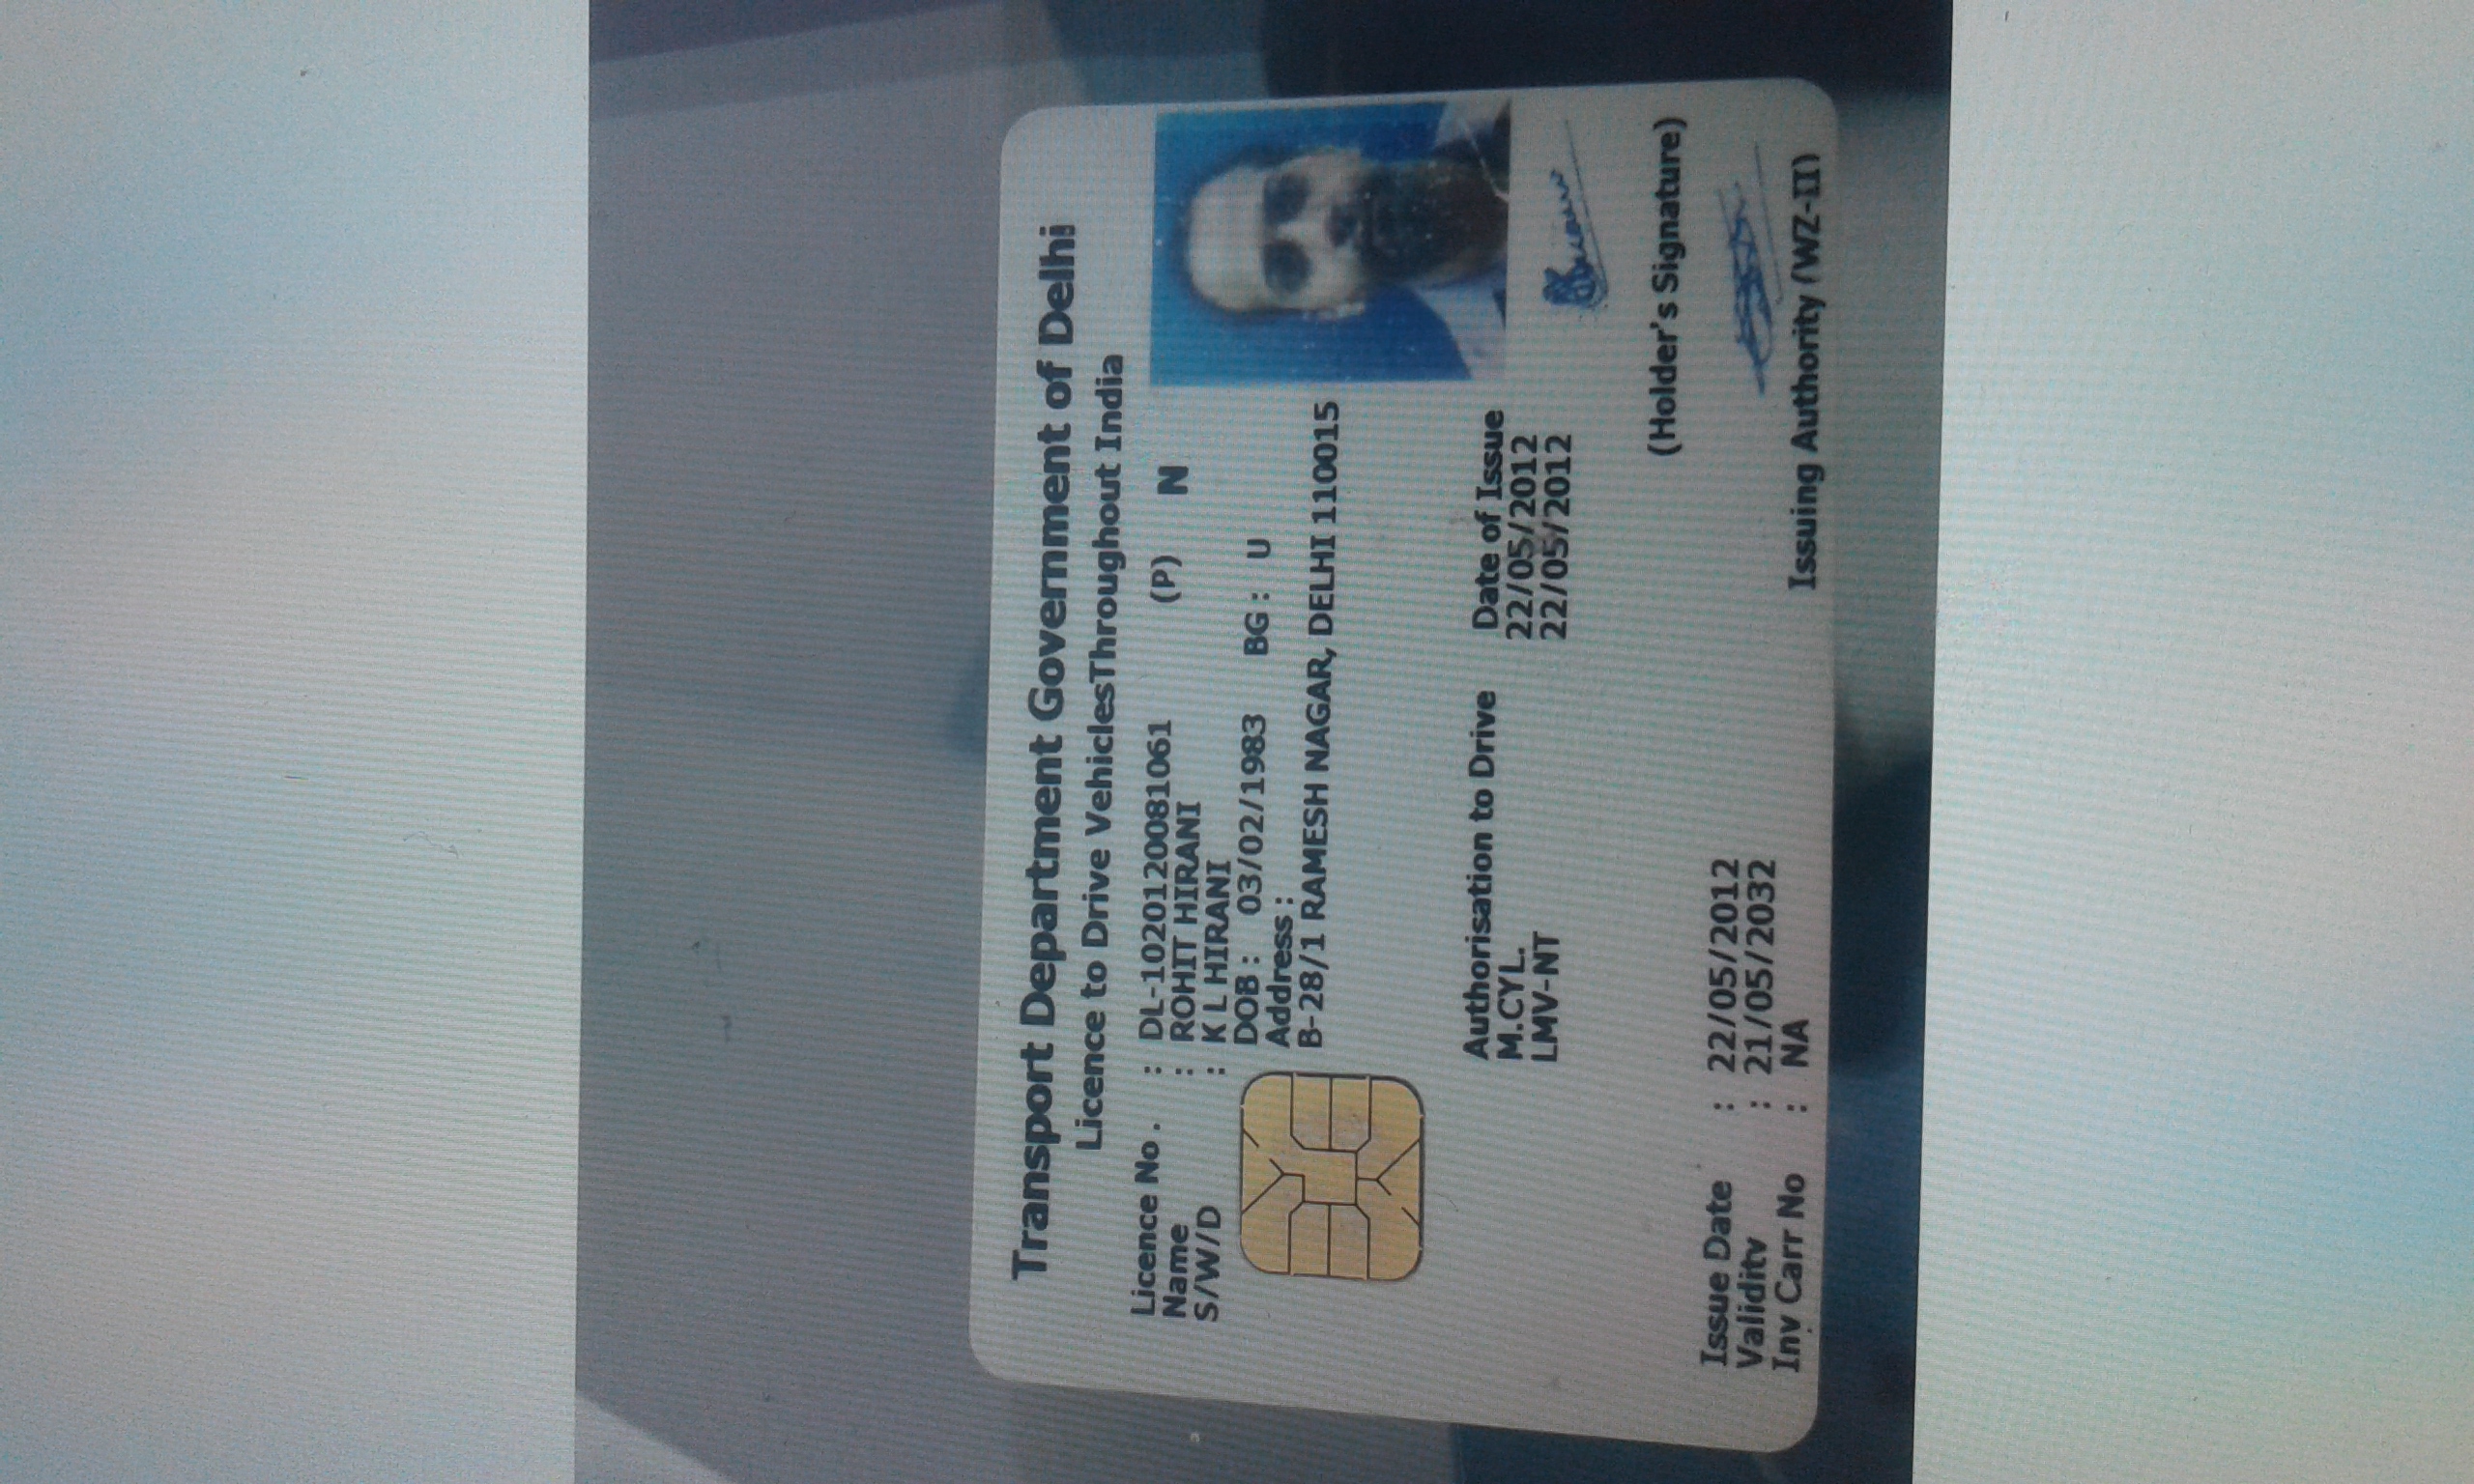 Transport Department Government of Delhi
Licence to Drive VehiclesThroughout India
Licence No . : DL-1020120081061 (P) N
Name : ROHIT HIRANI
S/W/D : K L HIRANI
DOB : 03/02/1983 BG : U
Address :
B-28/1 RAMESH NAGAR, DELHI 110015
Authorisation to Drive Date of Issue
M.CYL. 22/05/2012
LMV-NT 22/05/2012
(Holder's Signature)
Issue Date : 22/05/2012
Validity : 21/05/2032
Inv Carr No : NA
Issuing Authority (WZ-II)